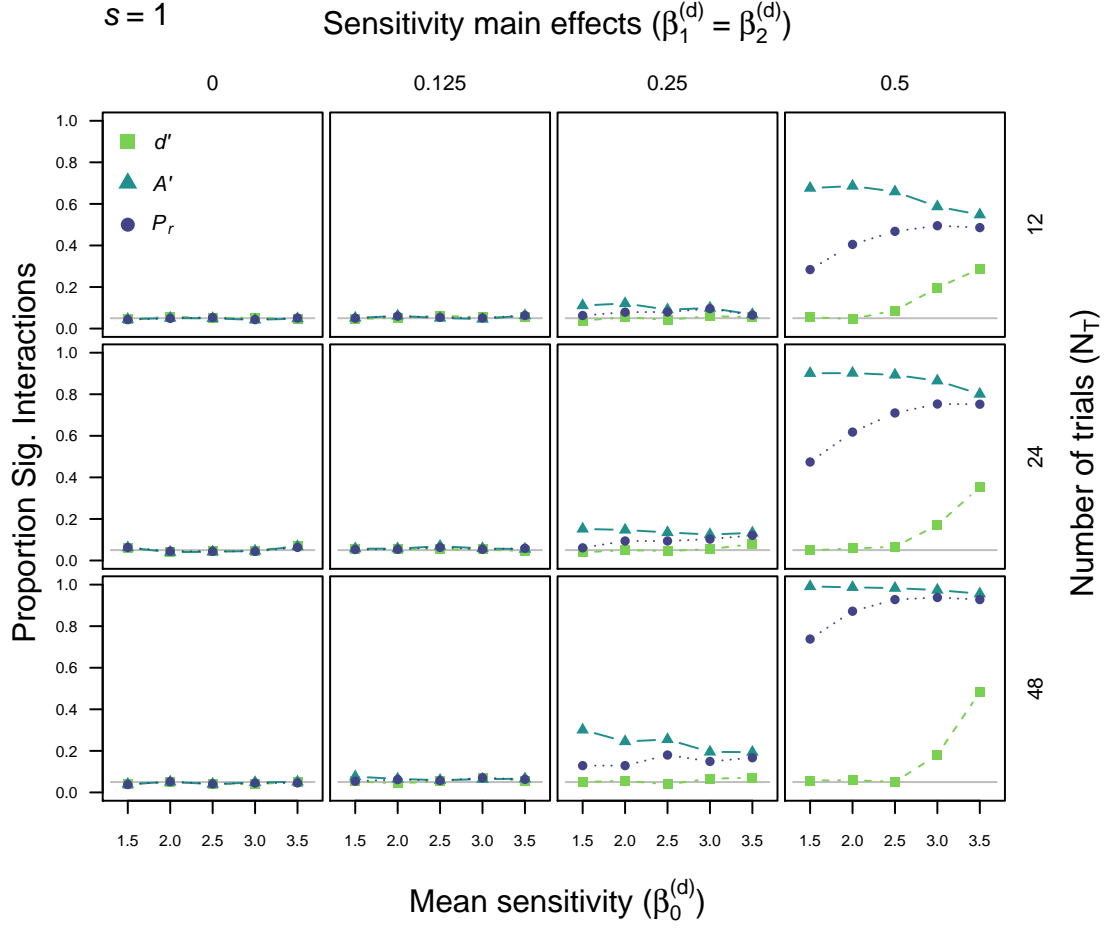 s = 1
Sensitivity main effects (β₁⁽ᵈ⁾ = β₂⁽ᵈ⁾)
0 0.125 0.25 0.5
Proportion Sig. Interactions
1.0
0.8
0.6
0.4
0.2
0.0
d'
A'
Pᵣ
12
1.0
0.8
0.6
0.4
0.2
0.0
24
Number of trials (N_T)
1.0
0.8
0.6
0.4
0.2
0.0
48
1.5 2.0 2.5 3.0 3.5 1.5 2.0 2.5 3.0 3.5 1.5 2.0 2.5 3.0 3.5 1.5 2.0 2.5 3.0 3.5
Mean sensitivity (β₀⁽ᵈ⁾)